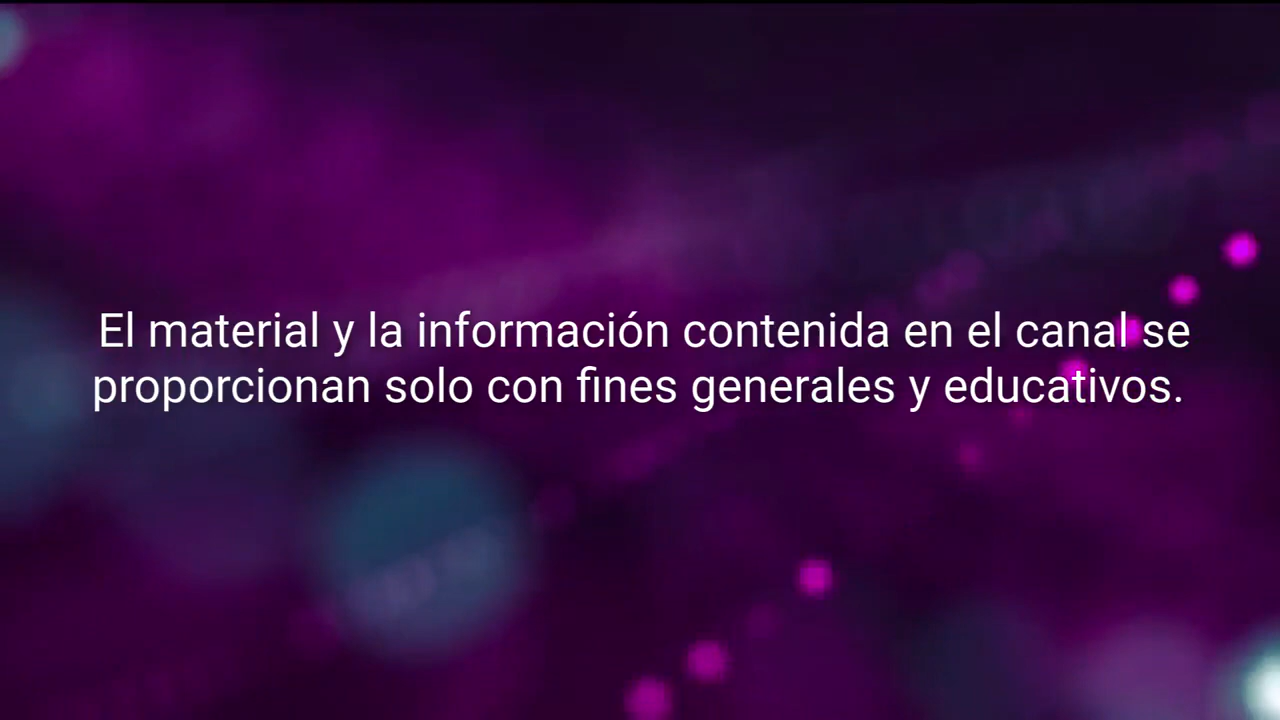 El material y la información contenida en el canal se
proporcionan solo con fines generales y educativos.